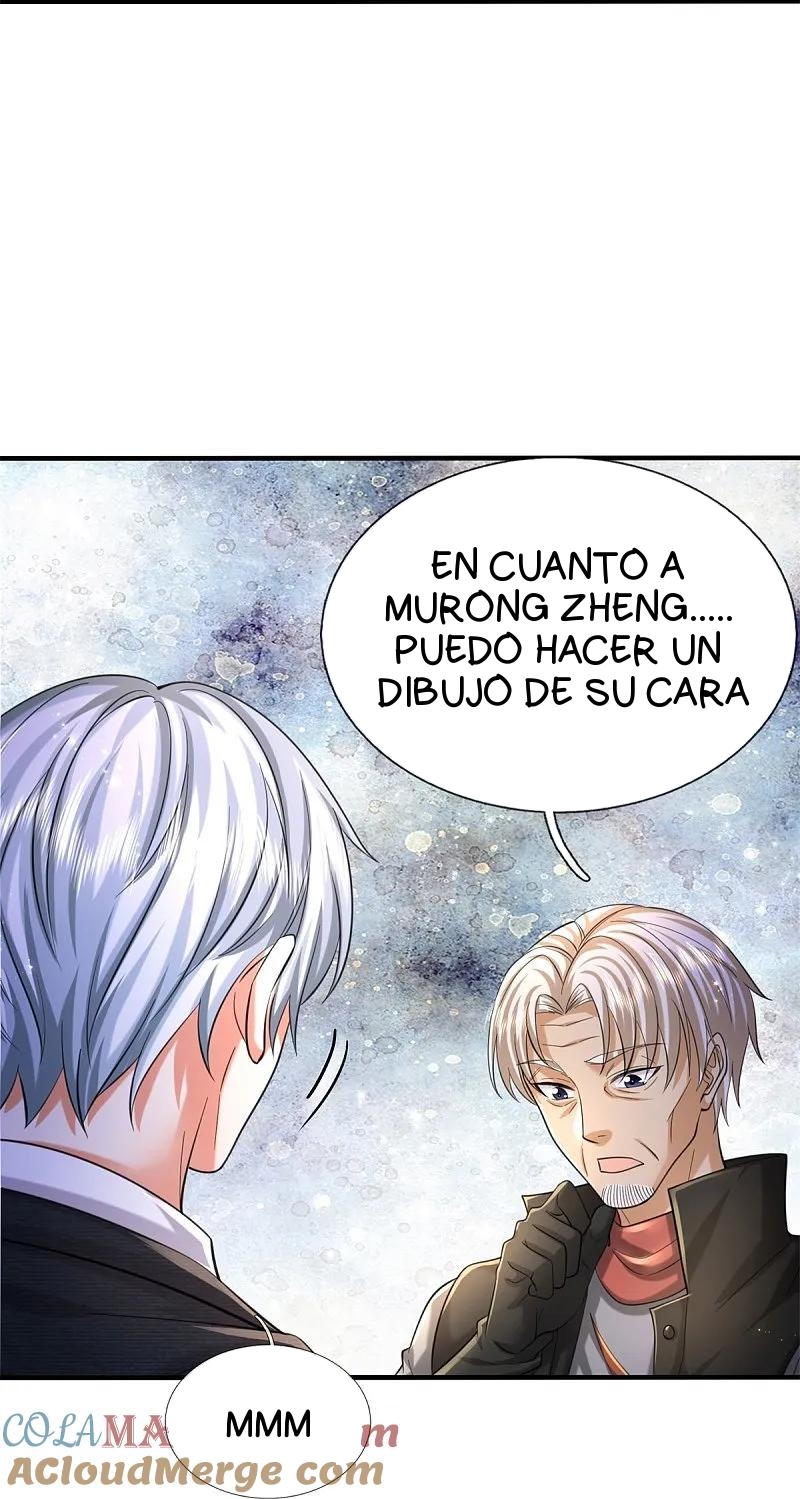 EN CUANTO A
MURONG ZHENG.....
PUEDO HACER UN
DIBUJO DE SU CARA
MMM
COLAMA m
ACloudMerge.com